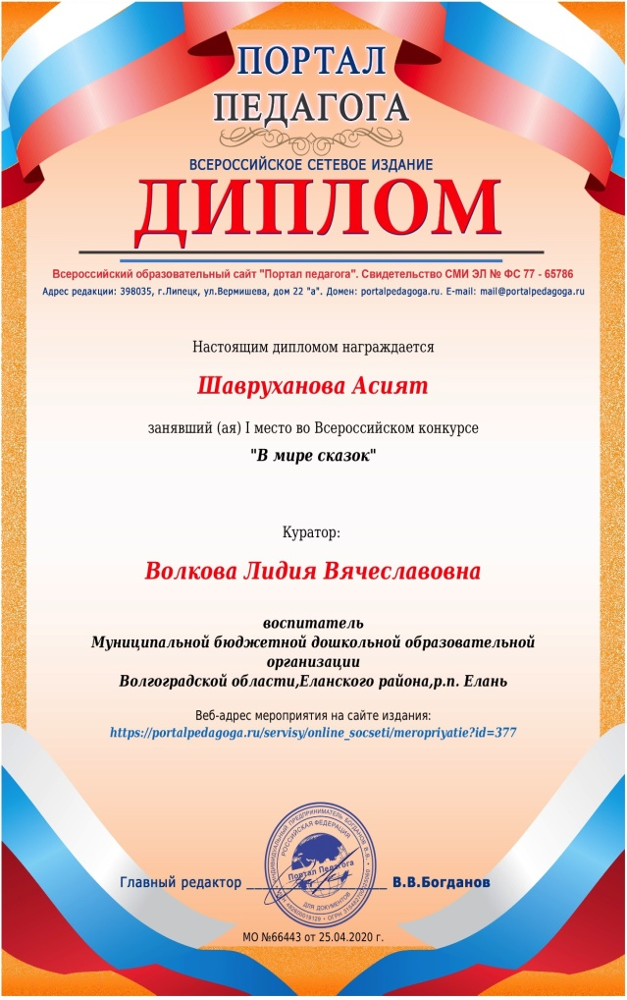 ПОРТАЛ
ПЕДАГОГА
ВСЕРОССИЙСКОЕ СЕТЕВОЕ ИЗДАНИЕ
ДИПЛОМ
Всероссийский образовательный сайт "Портал педагога". Свидетельство СМИ ЭЛ № ФС 77 - 65786
Адрес редакции: 398035, г.Липецк, ул.Вермишева, дом 22 "а". Домен: portalpedagoga.ru. E-mail: mail@portalpedagoga.ru
Настоящим дипломом награждается
Шавруханова Асият
занявший (ая) I место во Всероссийском конкурсе
"В мире сказок"
Куратор:
Волкова Лидия Вячеславовна
воспитатель
Муниципальной бюджетной дошкольной образовательной
организации
Волгоградской области,Еланского района,р.п. Елань
Веб-адрес мероприятия на сайте издания:
https://portalpedagoga.ru/servisy/online_socseti/meropriyatie?id=377
ИНДИВИДУАЛЬНЫЙ ПРЕДПРИНИМАТЕЛЬ БОГДАНОВ В.В.
РОССИЙСКАЯ ФЕДЕРАЦИЯ
Портал Педагога
ДЛЯ ДОКУМЕНТОВ
Главный редактор
В.В.Богданов
МО №66443 от 25.04.2020 г.